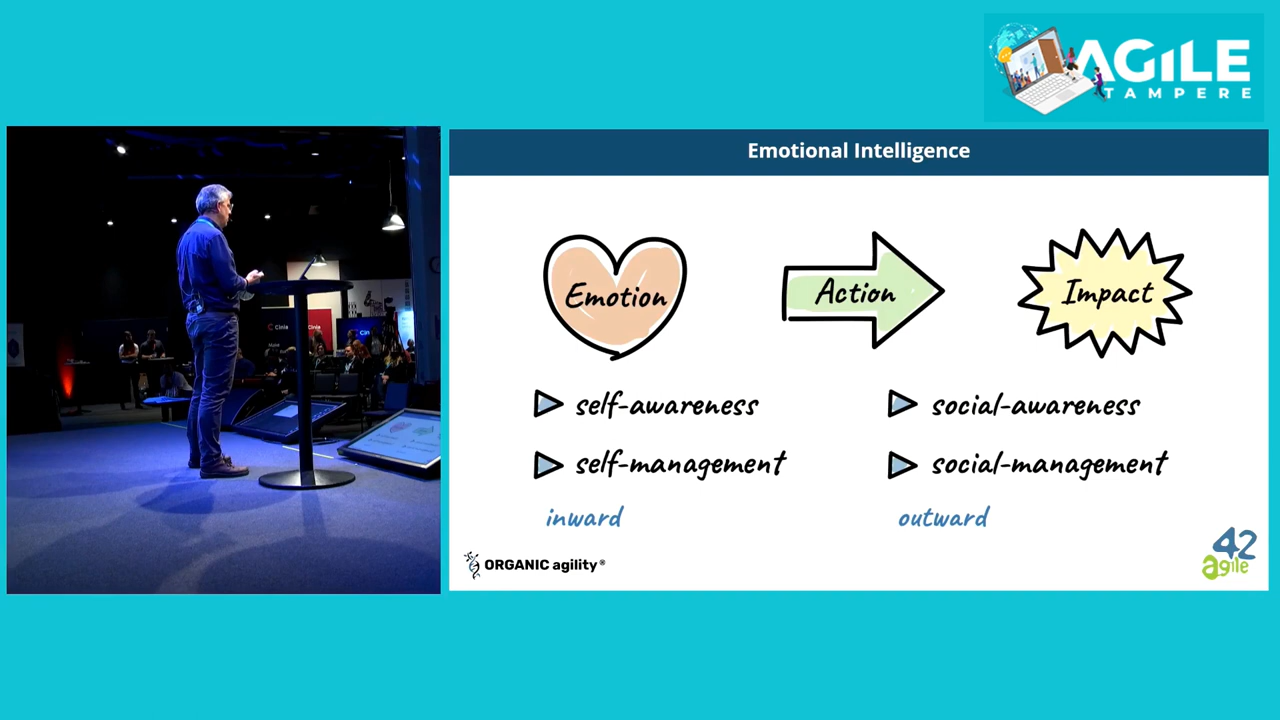 AGILE
TAMPERE
Emotional Intelligence
Emotion
Action
Impact
self-awareness
self-management
inward
social-awareness
social-management
outward
ORGANIC agility®
42
agile
Cinia